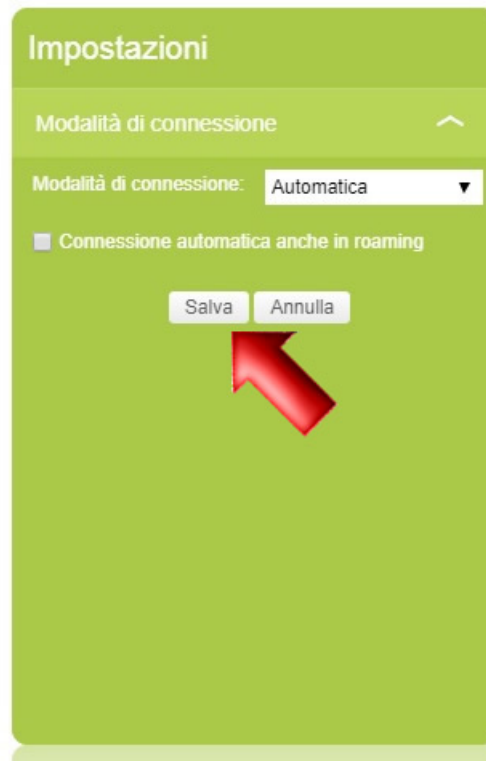 Impostazioni
Modalità di connessione
Modalità di connessione: Automatica
Connessione automatica anche in roaming
Salva Annulla